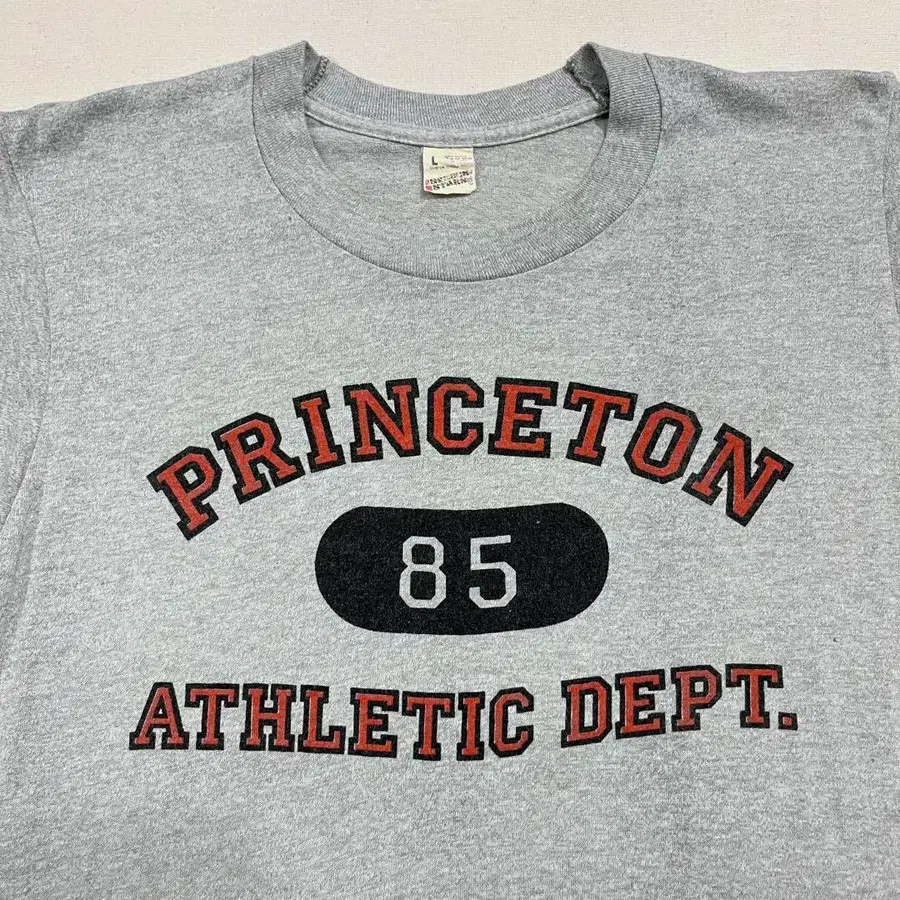 L
PRINCETON
85
ATHLETIC DEPT.